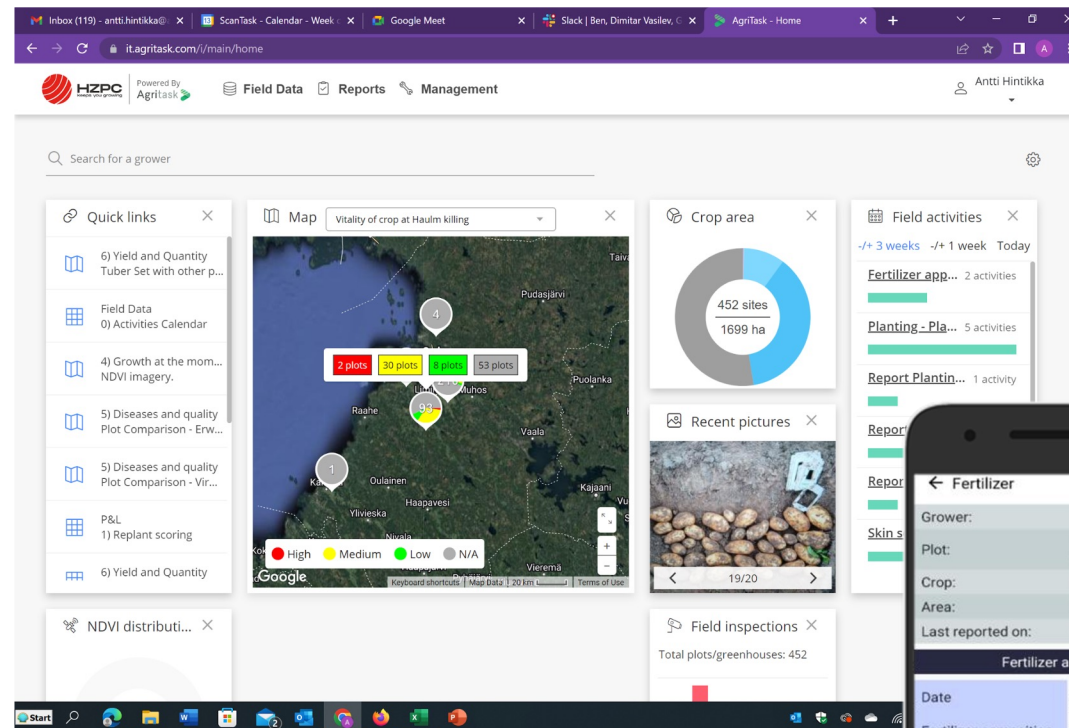 Inbox (119) - antti.hintikka@
ScanTask - Calendar - Week
Google Meet
Slack | Ben, Dimitar Vasilev, G
AgriTask - Home
it.agritask.com/i/main/home
A
HZPC
keeps you growing
Powered By
Agritask
Field Data
Reports
Management
Antti Hintikka
Search for a grower
Quick links
6) Yield and Quantity
Tuber Set with other p...
Field Data
0) Activities Calendar
4) Growth at the mom...
NDVI imagery.
5) Diseases and quality
Plot Comparison - Erw...
5) Diseases and quality
Plot Comparison - Vir...
P&L
1) Replant scoring
6) Yield and Quantity
Map
Vitality of crop at Haulm killing
Pudasjärvi
4
2 plots
30 plots
8 plots
53 plots
Muhos
Puolanka
Raahe
93
Vaala
1
Oulainen
Kajaani
Haapavesi
Ylivieska
Nivala
High
Medium
Low
N/A
Vieremä
Google
Keyboard shortcuts
Map Data
20 km
Terms of Use
Crop area
452 sites
1699 ha
Recent pictures
19/20
Field activities
-/+ 3 weeks
-/+ 1 week
Today
Fertilizer app...
2 activities
Planting - Pla...
5 activities
Report Plantin...
1 activity
Repor
Repor
Skin s
NDVI distributi...
Field inspections
Total plots/greenhouses: 452
Fertilizer
Grower:
Plot:
Crop:
Area:
Last reported on:
Fertilizer a
Date
Start